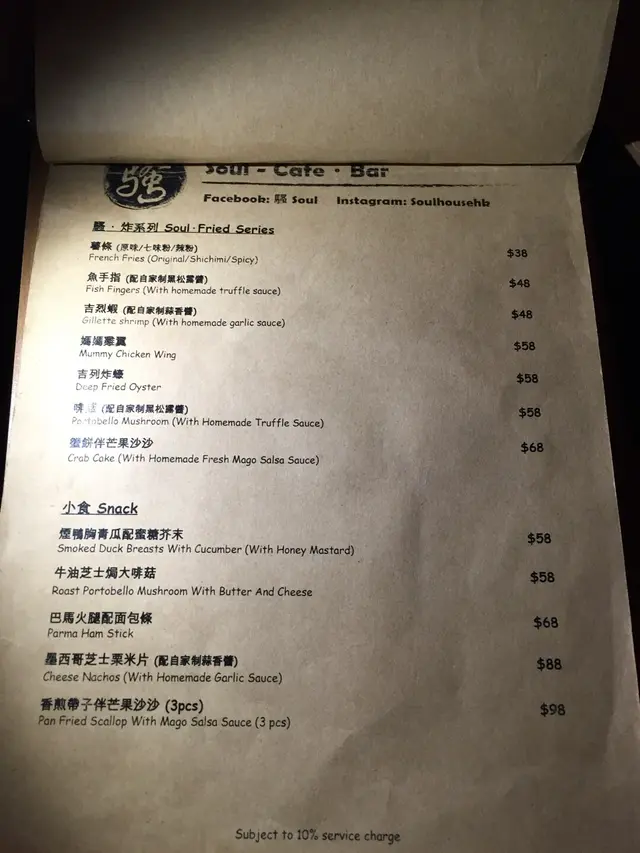 騷
Soul - Cafe · Bar
Facebook: 騷 Soul Instagram: Soulhousehk
騷 · 炸系列 Soul · Fried Series
薯條 (原味/七味粉/辣粉)
French Fries (Original/Shichimi/Spicy) $38
魚手指 (配自家制黑松露醬)
Fish Fingers (With homemade truffle sauce) $48
吉烈蝦 (配自家制蒜香醬)
Gillette shrimp (With homemade garlic sauce) $48
媽媽雞翼
Mummy Chicken Wing $58
吉列炸蠔
Deep Fried Oyster $58
啡菇 (配自家制黑松露醬)
Portobello Mushroom (With Homemade Truffle Sauce) $58
蟹餅伴芒果沙沙
Crab Cake (With Homemade Fresh Mago Salsa Sauce) $68
小食 Snack
煙鴨胸青瓜配蜜糖芥末
Smoked Duck Breasts With Cucumber (With Honey Mastard) $58
牛油芝士焗大啡菇
Roast Portobello Mushroom With Butter And Cheese $58
巴馬火腿配面包條
Parma Ham Stick $68
墨西哥芝士栗米片 (配自家制蒜香醬)
Cheese Nachos (With Homemade Garlic Sauce) $88
香煎帶子伴芒果沙沙 (3pcs)
Pan Fried Scallop With Mago Salsa Sauce (3 pcs) $98
Subject to 10% service charge